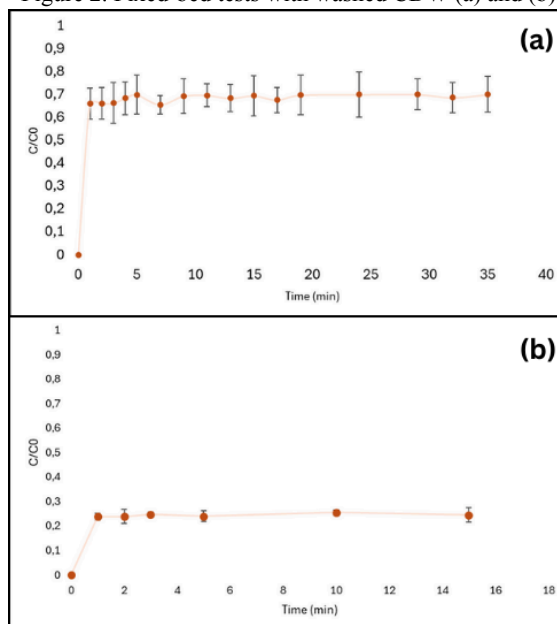 Figure 2: Fixed bed tests with washed CDW (a) and (b)
(a)
1
0,9
0,8
0,7
0,6
0,5
0,4
0,3
0,2
0,1
0
C/C0
0 5 10 15 20 25 30 35 40
Time (min)
(b)
1
0,9
0,8
0,7
0,6
0,5
0,4
0,3
0,2
0,1
0
C/C0
0 2 4 6 8 10 12 14 16 18
Time (min)